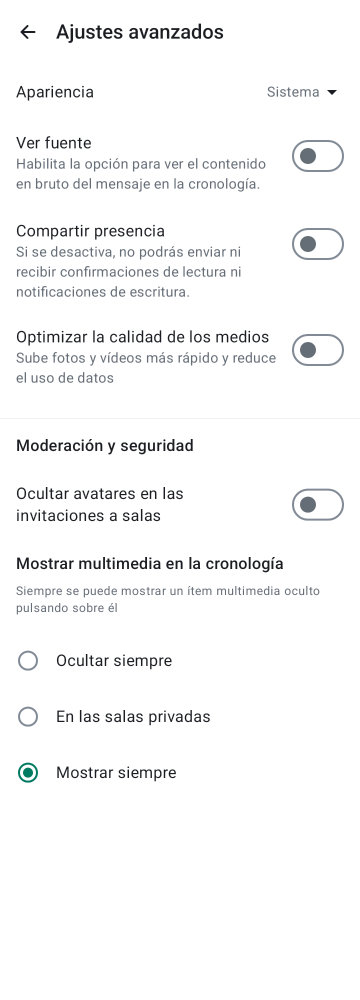 Ajustes avanzados
Apariencia
Sistema
Ver fuente
Habilita la opción para ver el contenido
en bruto del mensaje en la cronología.
Compartir presencia
Si se desactiva, no podrás enviar ni
recibir confirmaciones de lectura ni
notificaciones de escritura.
Optimizar la calidad de los medios
Sube fotos y vídeos más rápido y reduce
el uso de datos
Moderación y seguridad
Ocultar avatares en las
invitaciones a salas
Mostrar multimedia en la cronología
Siempre se puede mostrar un ítem multimedia oculto
pulsando sobre él
Ocultar siempre
En las salas privadas
Mostrar siempre